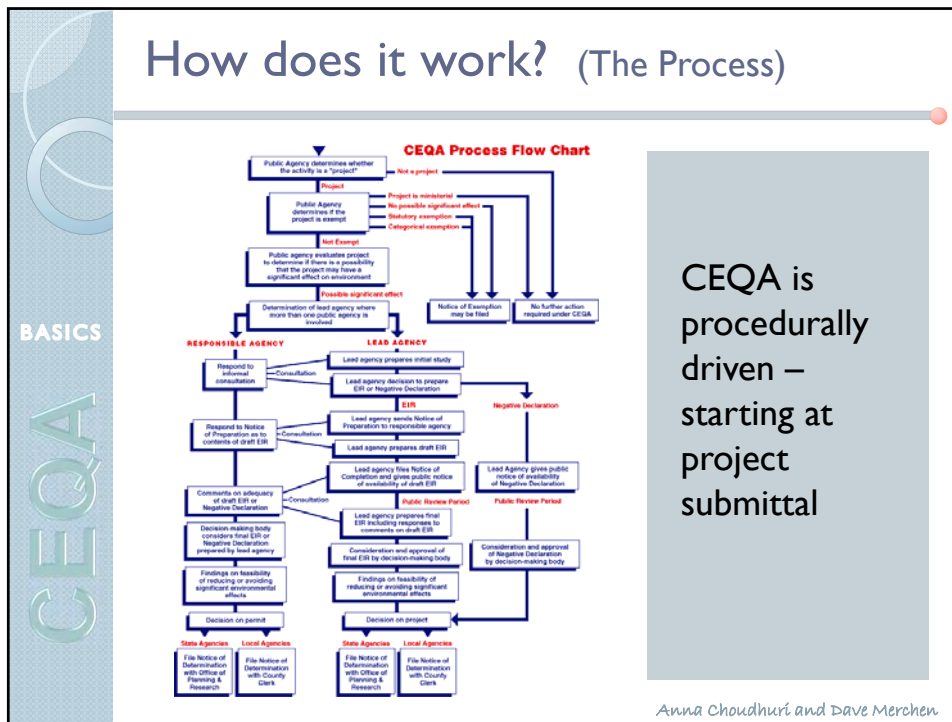 How does it work? (The Process)
BASICS
CEQA
CEQA Process Flow Chart
Public Agency determines whether
the activity is a "project"
Not a project
Project
Public Agency
determines if the
project is exempt
Project is ministerial
No possible significant effect
Statutory exemption
Categorical exemption
Not Exempt
Public agency evaluates project
to determine if there is a possibility
that the project may have a
significant effect on environment
Possible significant effect
Notice of Exemption
may be filed
No further action
required under CEQA
Determination of lead agency where
more than one public agency is
involved
RESPONSIBLE AGENCY
LEAD AGENCY
Respond to
informal
consultation
Consultation
Lead agency prepares initial study
Lead agency decision to prepare
EIR or Negative Declaration
EIR
Negative Declaration
Respond to Notice
of Preparation as to
contents of draft EIR
Consultation
Lead agency sends Notice of
Preparation to responsible agency
Lead agency prepares draft EIR
Lead agency files Notice of
Completion and gives public notice
of availability of draft EIR
Lead Agency gives public
notice of availability
of Negative Declaration
Public Review Period
Public Review Period
Comments on adequacy
of draft EIR or
Negative Declaration
Consultation
Lead agency prepares final
EIR including responses to
comments on draft EIR
Decision-making body
considers final EIR or
Negative Declaration
prepared by lead agency
Consideration and approval of
final EIR by decision-making body
Consideration and approval
of Negative Declaration
by decision-making body
Findings on feasibility
of reducing or avoiding
significant environmental
effects
Findings on feasibility of
reducing or avoiding significant
environmental effects
Decision on permit
Decision on project
State Agencies
Local Agencies
State Agencies
Local Agencies
File Notice of
Determination
with Office of
Planning &
Research
File Notice of
Determination
with County
Clerk
File Notice of
Determination
with Office of
Planning &
Research
File Notice of
Determination
with County
Clerk
CEQA is
procedurally
driven –
starting at
project
submittal
Anna Choudhuri and Dave Merchen